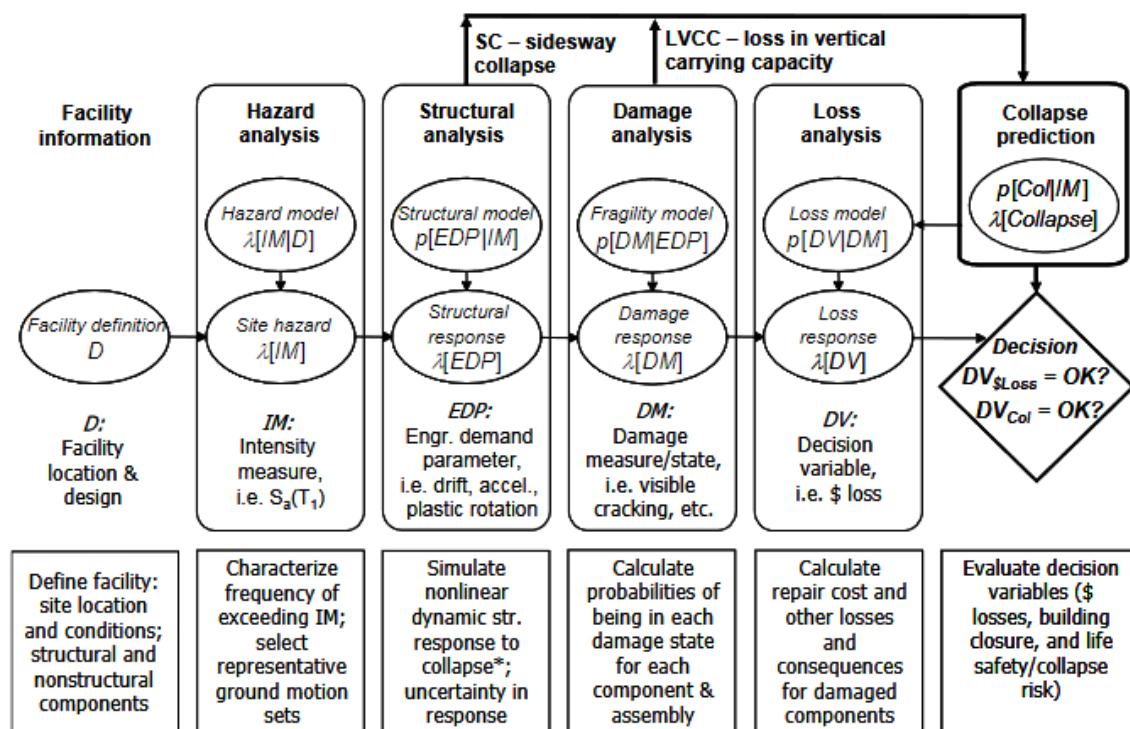 SC – sidesway
collapse
LVCC – loss in vertical
carrying capacity
Facility
information
Hazard
analysis
Structural
analysis
Damage
analysis
Loss
analysis
Collapse
prediction
Hazard model
λ[IM|D]
Structural model
p[EDP|IM]
Fragility model
p[DM|EDP]
Loss model
p[DV|DM]
p[Col|IM]
λ[Collapse]
Facility definition
D
Site hazard
λ[IM]
Structural
response
λ[EDP]
Damage
response
λ[DM]
Loss
response
λ[DV]
Decision
DV$Loss = OK?
DVCol = OK?
D:
Facility
location &
design
IM:
Intensity
measure,
i.e. Sa(T1)
EDP:
Engr. demand
parameter,
i.e. drift, accel.,
plastic rotation
DM:
Damage
measure/state,
i.e. visible
cracking, etc.
DV:
Decision
variable,
i.e. $ loss
Define facility:
site location
and conditions;
structural and
nonstructural
components
Characterize
frequency of
exceeding IM;
select
representative
ground motion
sets
Simulate
nonlinear
dynamic str.
response to
collapse*;
uncertainty in
response
Calculate
probabilities of
being in each
damage state
for each
component &
assembly
Calculate
repair cost and
other losses
and
consequences
for damaged
components
Evaluate decision
variables ($
losses, building
closure, and life
safety/collapse
risk)